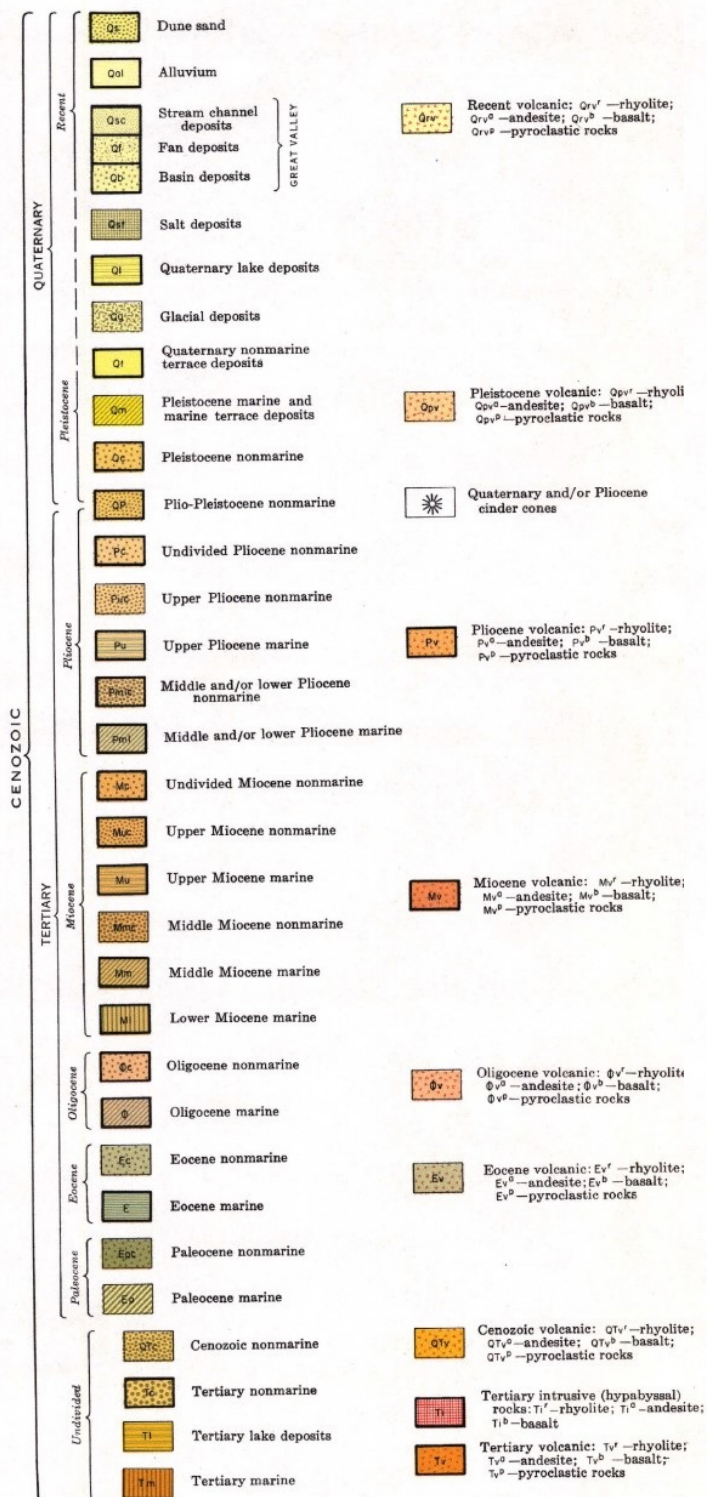 CENOZOIC
QUATERNARY
TERTIARY
Recent
Pleistocene
Pliocene
Miocene
Oligocene
Eocene
Paleocene
Undivided
Qs Dune sand
Qal Alluvium
Qsc Stream channel
deposits
Qf Fan deposits
Qb Basin deposits
GREAT VALLEY
Qst Salt deposits
Ql Quaternary lake deposits
Qg Glacial deposits
Qt Quaternary nonmarine
terrace deposits
Qm Pleistocene marine and
marine terrace deposits
Qc Pleistocene nonmarine
QP Plio-Pleistocene nonmarine
Pc Undivided Pliocene nonmarine
Puc Upper Pliocene nonmarine
Pu Upper Pliocene marine
Pmlc Middle and/or lower Pliocene
nonmarine
Pml Middle and/or lower Pliocene marine
Mc Undivided Miocene nonmarine
Muc Upper Miocene nonmarine
Mu Upper Miocene marine
Mmc Middle Miocene nonmarine
Mm Middle Miocene marine
Ml Lower Miocene marine
Φc Oligocene nonmarine
Φ Oligocene marine
Ec Eocene nonmarine
E Eocene marine
Epc Paleocene nonmarine
Ep Paleocene marine
QTc Cenozoic nonmarine
Tc Tertiary nonmarine
Tl Tertiary lake deposits
Tm Tertiary marine
Qrv Recent volcanic: Qrvʳ—rhyolite;
Qrvᵃ—andesite; Qrvᵇ—basalt;
Qrvᵖ—pyroclastic rocks
Qpv Pleistocene volcanic: Qpvʳ—rhyoli
Qpvᵃ—andesite; Qpvᵇ—basalt;
Qpvᵖ—pyroclastic rocks
Quaternary and/or Pliocene
cinder cones
Pv Pliocene volcanic: Pvʳ—rhyolite;
Pvᵃ—andesite; Pvᵇ—basalt;
Pvᵖ—pyroclastic rocks
Mv Miocene volcanic: Mvʳ—rhyolite;
Mvᵃ—andesite; Mvᵇ—basalt;
Mvᵖ—pyroclastic rocks
Φv Oligocene volcanic: Φvʳ—rhyolite
Φvᵃ—andesite; Φvᵇ—basalt;
Φvᵖ—pyroclastic rocks
Ev Eocene volcanic: Evʳ—rhyolite;
Evᵃ—andesite; Evᵇ—basalt;
Evᵖ—pyroclastic rocks
QTv Cenozoic volcanic: QTvʳ—rhyolite;
QTvᵃ—andesite; QTvᵇ—basalt;
QTvᵖ—pyroclastic rocks
Ti Tertiary intrusive (hypabyssal)
rocks: Tiʳ—rhyolite; Tiᵃ—andesite;
Tiᵇ—basalt
Tv Tertiary volcanic: Tvʳ—rhyolite;
Tvᵃ—andesite; Tvᵇ—basalt;
Tvᵖ—pyroclastic rocks